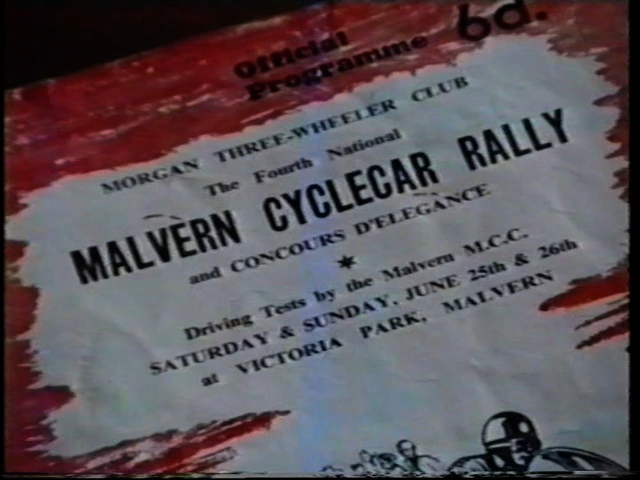 Official
Programme 6d.
MORGAN THREE-WHEELER CLUB
The Fourth National
MALVERN CYCLECAR RALLY
and CONCOURS D'ELEGANCE
*
Driving Tests by the Malvern M.C.C.
SATURDAY & SUNDAY, JUNE 25th & 26th
at VICTORIA PARK, MALVERN